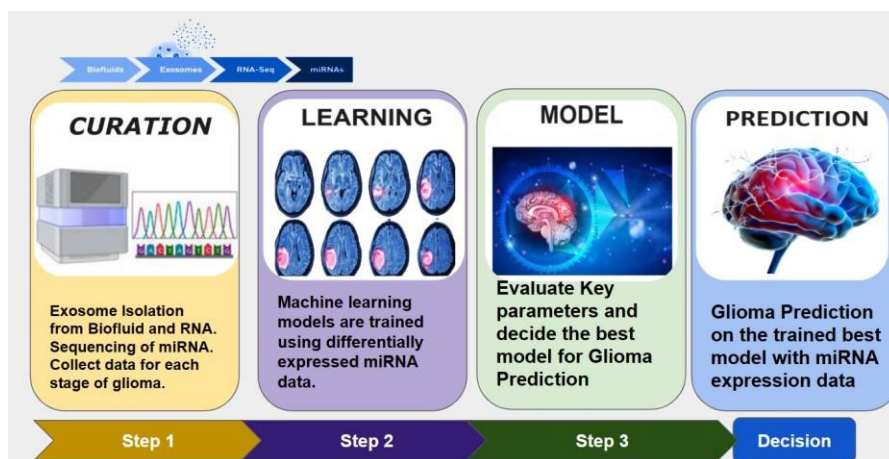 Biofluids
Exosomes
RNA-Seq
miRNAs
CURATION
Exosome Isolation
from Biofluid and RNA.
Sequencing of miRNA.
Collect data for each
stage of glioma.
LEARNING
Machine learning
models are trained
using differentially
expressed miRNA
data.
MODEL
Evaluate Key
parameters and
decide the best
model for Glioma
Prediction
PREDICTION
Glioma Prediction
on the trained best
model with miRNA
expression data
Step 1
Step 2
Step 3
Decision